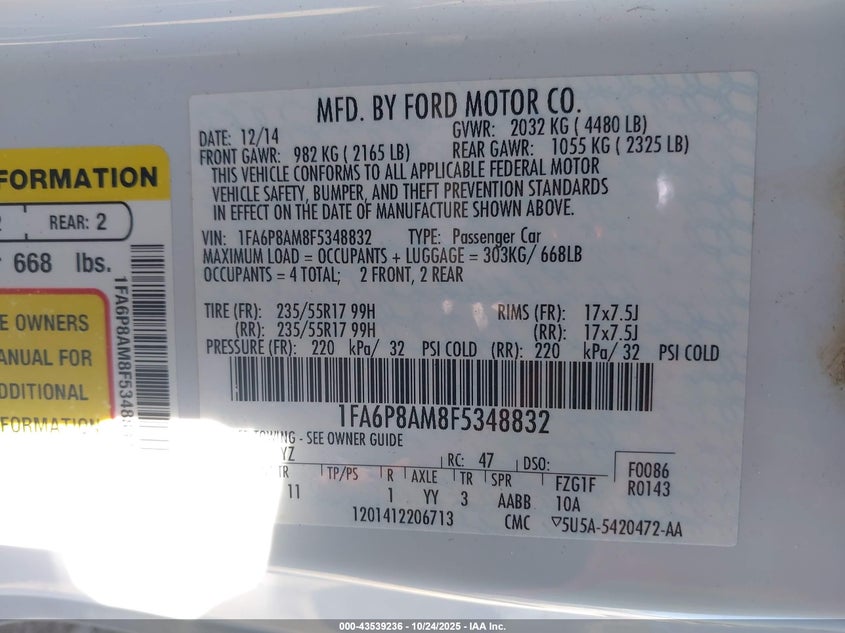 MFD. BY FORD MOTOR CO.
DATE: 12/14
GVWR: 2032 KG ( 4480 LB)
FRONT GAWR: 982 KG ( 2165 LB)
REAR GAWR: 1055 KG ( 2325 LB)
THIS VEHICLE CONFORMS TO ALL APPLICABLE FEDERAL MOTOR
VEHICLE SAFETY, BUMPER, AND THEFT PREVENTION STANDARDS
IN EFFECT ON THE DATE OF MANUFACTURE SHOWN ABOVE.
VIN: 1FA6P8AM8F5348832 TYPE: Passenger Car
MAXIMUM LOAD = OCCUPANTS + LUGGAGE = 303KG/ 668LB
OCCUPANTS = 4 TOTAL; 2 FRONT, 2 REAR
TIRE (FR): 235/55R17 99H RIMS (FR): 17x7.5J
(RR): 235/55R17 99H (RR): 17x7.5J
PRESSURE (FR): 220 kPa/ 32 PSI COLD (RR): 220 kPa/ 32 PSI COLD
1FA6P8AM8F5348832
TOWING - SEE OWNER GUIDE
YZ RC: 47 DSO: F0086
TR TP/PS R AXLE TR SPR FZG1F R0143
11 1 YY 3 AABB 10A
1201412206713 CMC ▽5U5A-5420472-AA
FORMATION
2 REAR: 2
668 lbs.
E OWNERS
ANUAL FOR
DDITIONAL
FORMATION
1FA6P8AM8F5348
000-43539236 - 10/24/2025 - IAA Inc.